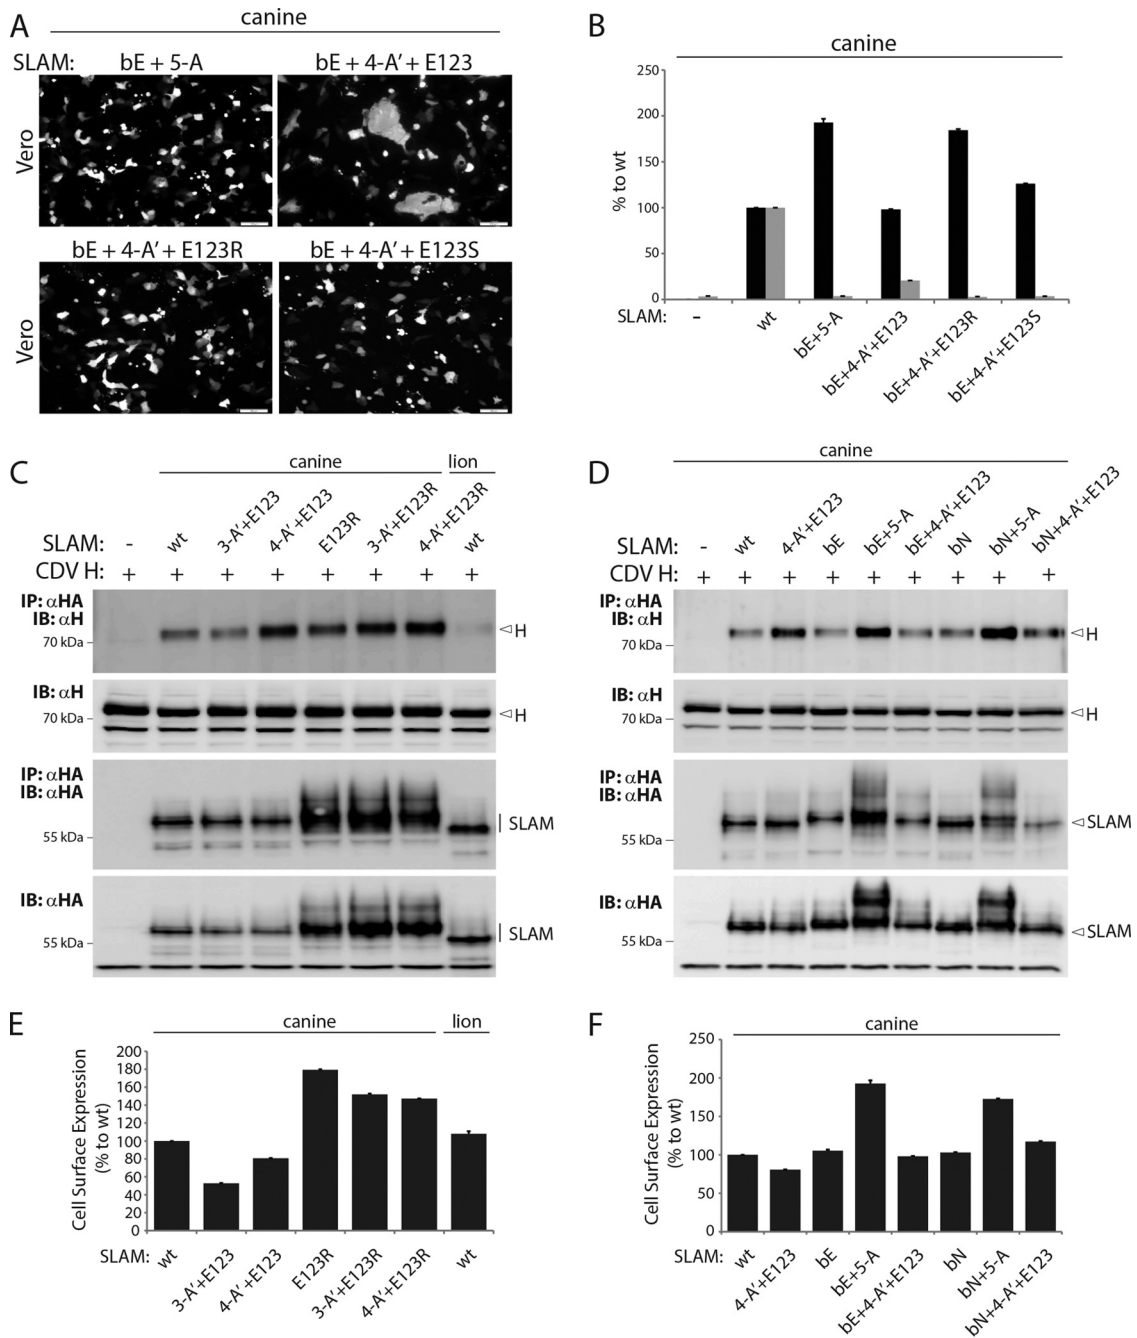 A
canine
SLAM: bE + 5-A bE + 4-A′ + E123
Vero
bE + 4-A′ + E123R bE + 4-A′ + E123S
Vero
B
canine
% to wt
250
200
150
100
50
0
SLAM: – wt bE+5-A bE+4-A′+E123 bE+4-A′+E123R bE+4-A′+E123S
C
canine lion
SLAM: - wt 3-A′+E123 4-A′+E123 E123R 3-A′+E123R 4-A′+E123R wt
CDV H: + + + + + + + +
IP: αHA
IB: αH
70 kDa
H
IB: αH
70 kDa
H
IP: αHA
IB: αHA
55 kDa
SLAM
IB: αHA
55 kDa
SLAM
D
canine
SLAM: - wt 4-A′+E123 bE bE+5-A bE+4-A′+E123 bN bN+5-A bN+4-A′+E123
CDV H: + + + + + + + + +
IP: αHA
IB: αH
70 kDa
H
IB: αH
70 kDa
H
IP: αHA
IB: αHA
55 kDa
SLAM
IB: αHA
55 kDa
SLAM
E
canine lion
Cell Surface Expression
(% to wt)
200
180
160
140
120
100
80
60
40
20
0
SLAM: wt 3-A′+E123 4-A′+E123 E123R 3-A′+E123R 4-A′+E123R wt
F
canine
Cell Surface Expression
(% to wt)
250
200
150
100
50
0
SLAM: wt 4-A′+E123 bE bE+5-A bE+4-A′+E123 bN bN+5-A bN+4-A′+E123